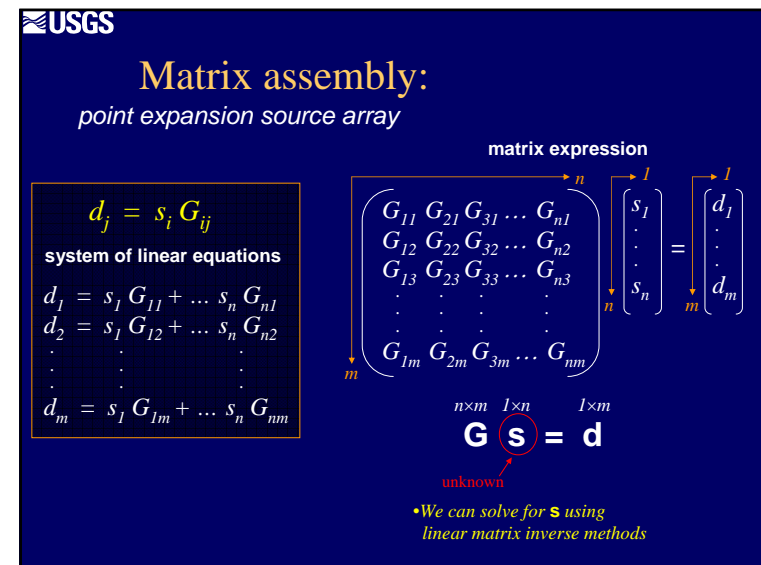 USGS
Matrix assembly:
point expansion source array
d_j = s_i G_ij
system of linear equations
d_1 = s_1 G_11 + ... s_n G_n1
d_2 = s_1 G_12 + ... s_n G_n2
. . .
. . .
. . .
d_m = s_1 G_1m + ... s_n G_nm
matrix expression
n 1 1
G_11 G_21 G_31 ... G_n1 s_1 d_1
G_12 G_22 G_32 ... G_n2 . .
G_13 G_23 G_33 ... G_n3 . = .
. . . . . .
. . . . s_n d_m
. . . . n m
G_1m G_2m G_3m ... G_nm
m
n×m 1×n 1×m
G s = d
unknown
•We can solve for s using
linear matrix inverse methods